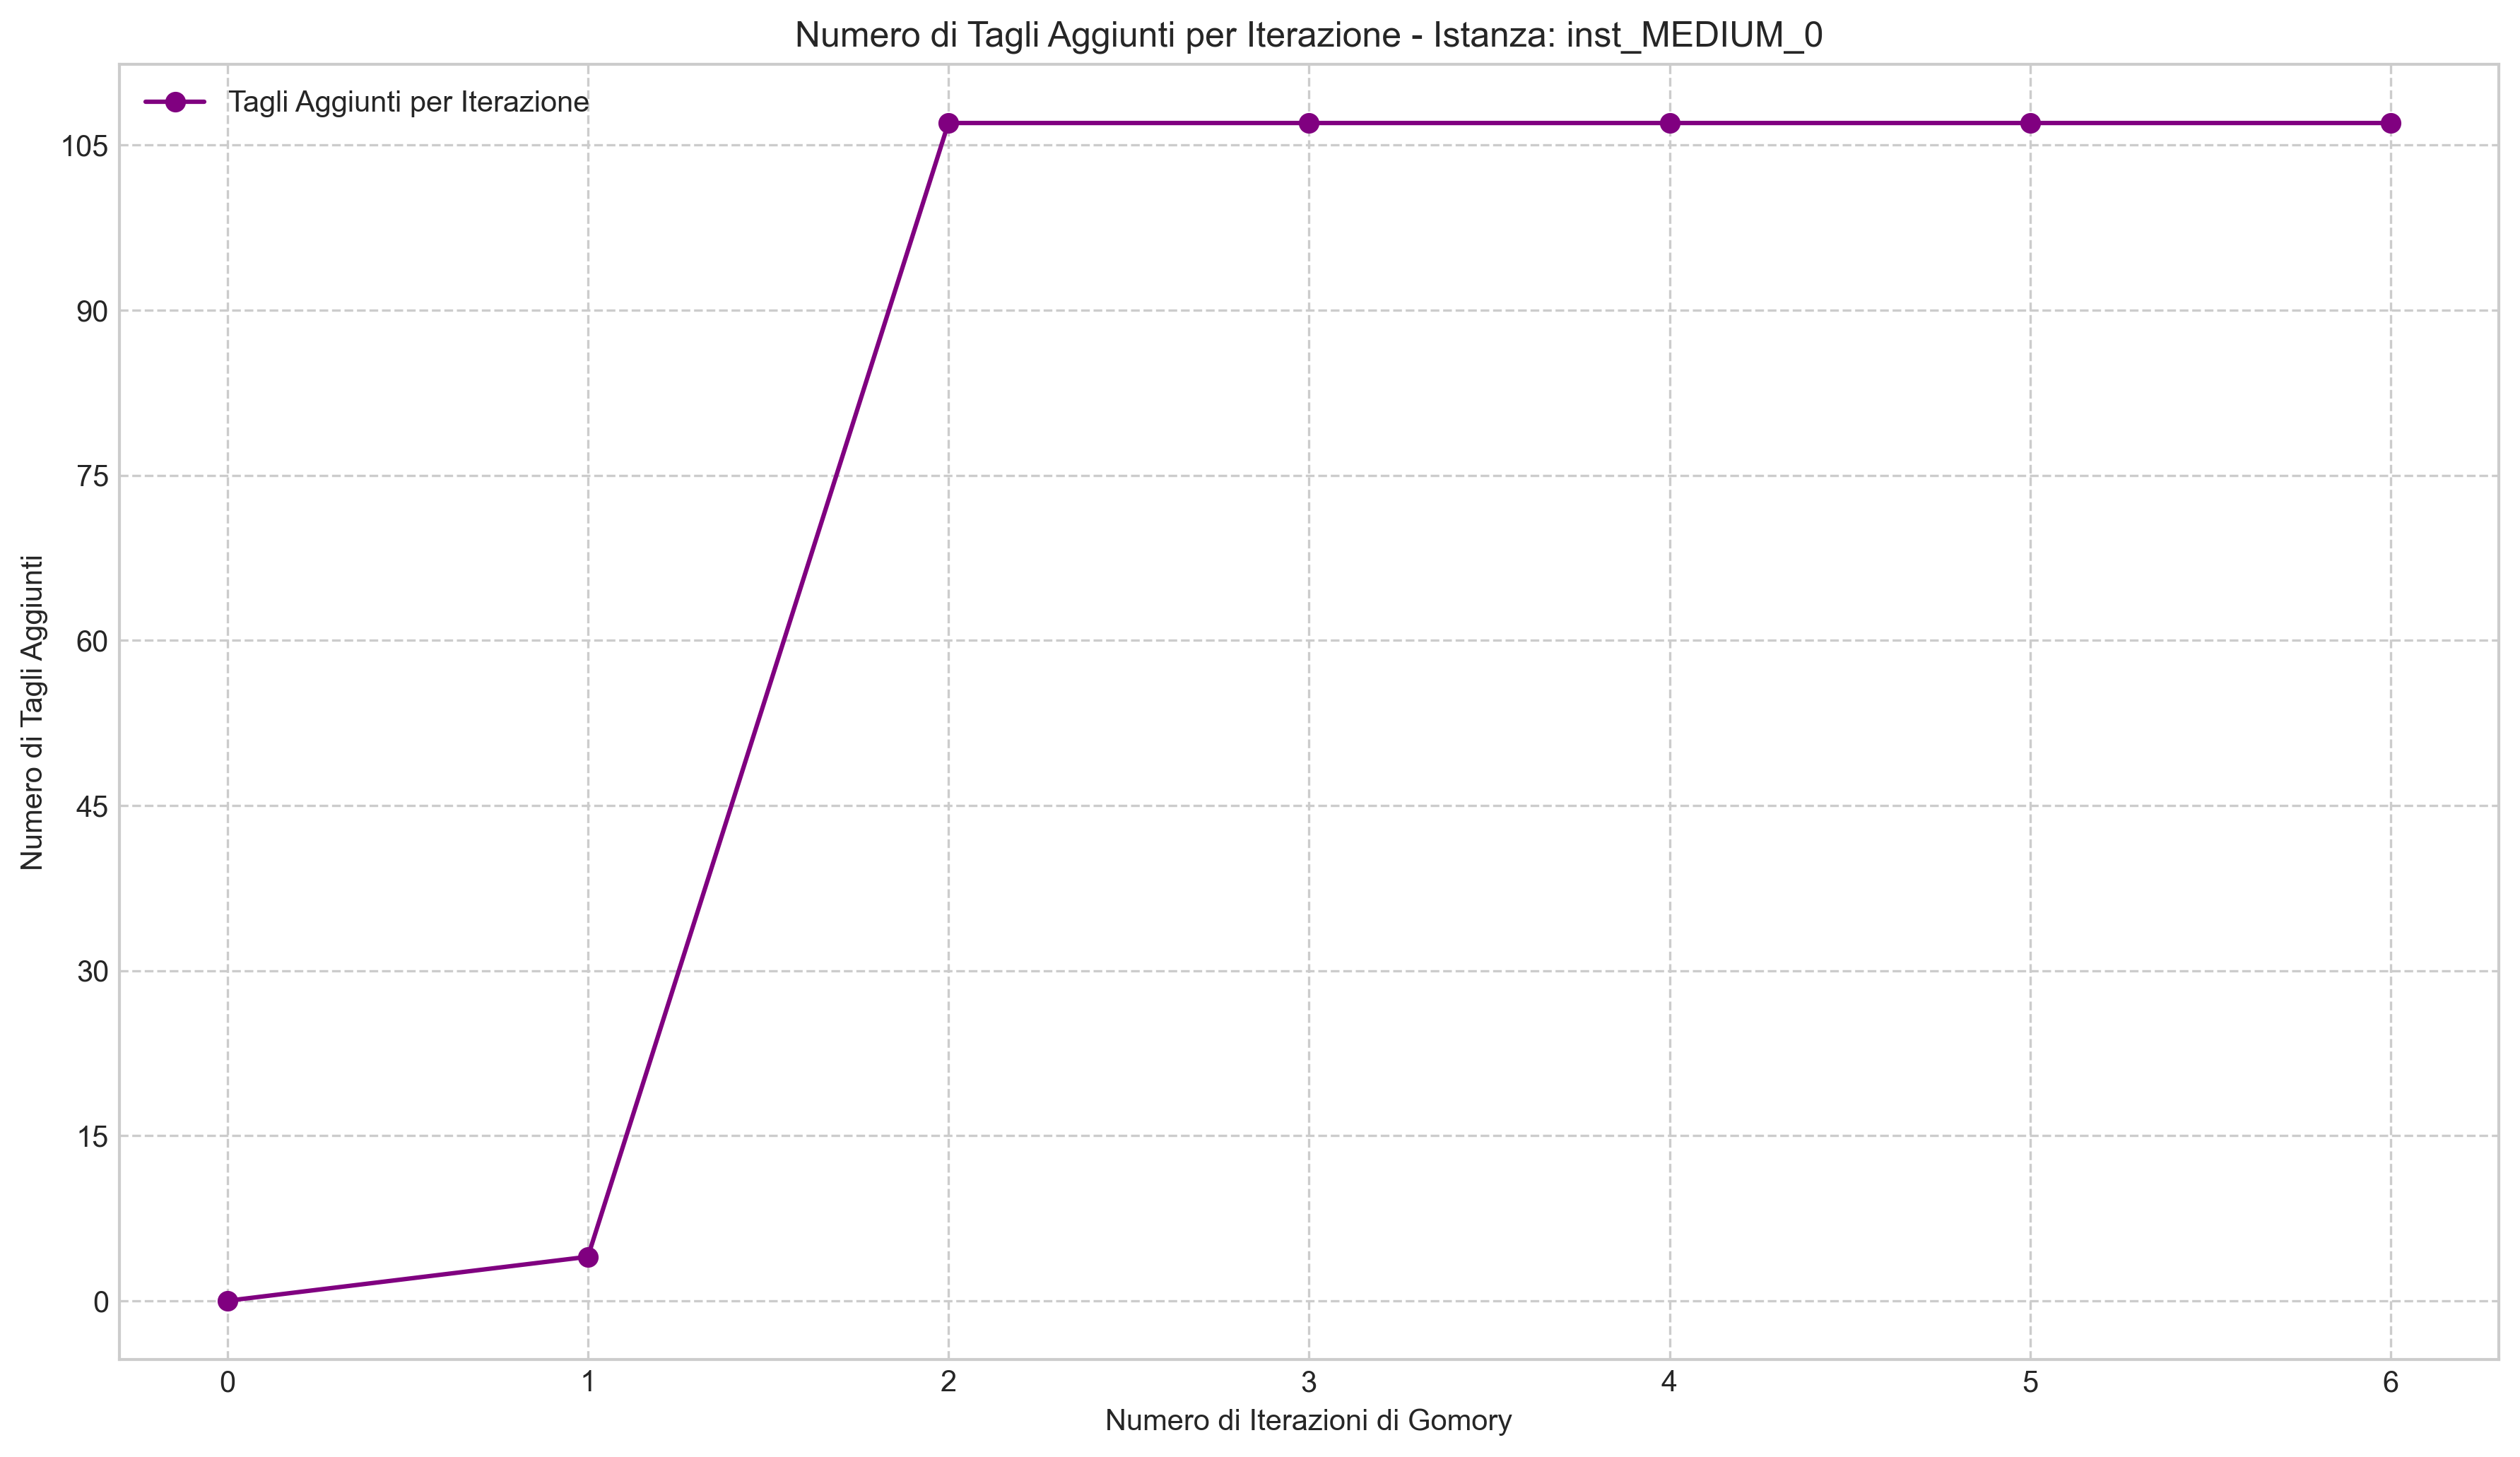 Numero di Tagli Aggiunti per Iterazione - Istanza: inst_MEDIUM_0
Tagli Aggiunti per Iterazione
Numero di Tagli Aggiunti
105
90
75
60
45
30
15
0
0 1 2 3 4 5 6
Numero di Iterazioni di Gomory